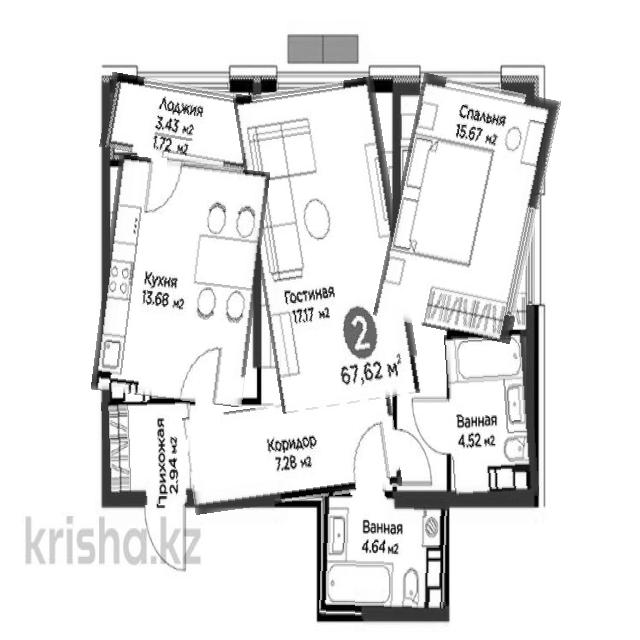 Лоджия
3.43 м2
1.72 м2
Спальня
15.67 м2
Кухня
13.68 м2
Гостиная
17.17 м2
2
67,62 м2
Ванная
4.52 м2
Коридор
7.28 м2
Прихожая
2.94 м2
Ванная
4.64 м2
krisha.kz